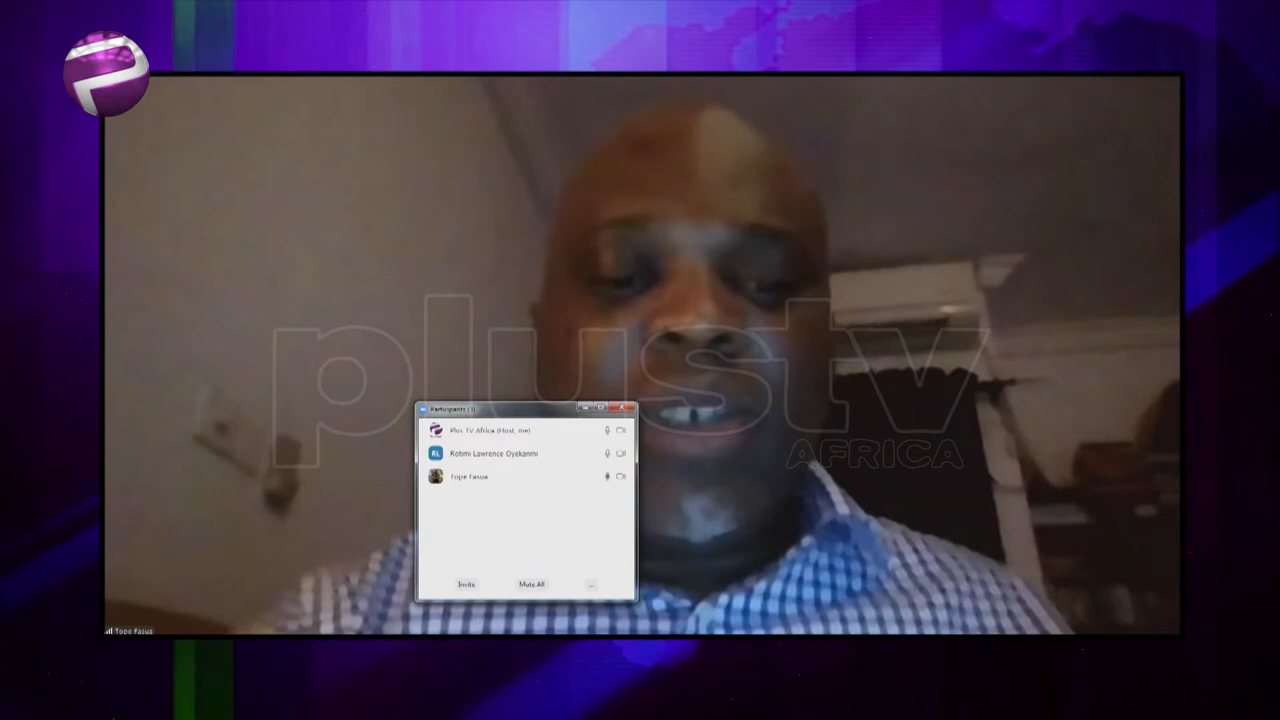 plustv
AFRICA
Participants (3)
Plus TV Africa (Host, me)
RL Rotimi Lawrence Oyekanmi
Tope Fasua
Invite
Mute All
...
Tope Fasua